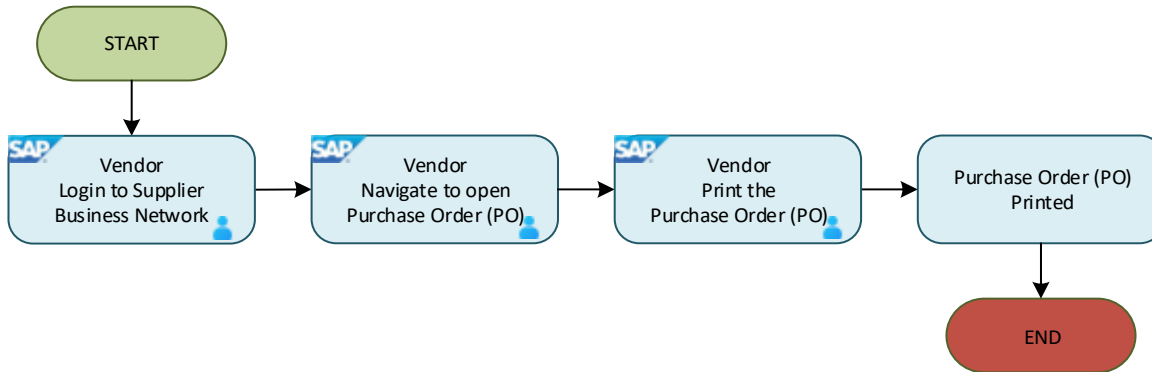 START
SAP
Vendor
Login to Supplier
Business Network
SAP
Vendor
Navigate to open
Purchase Order (PO)
SAP
Vendor
Print the
Purchase Order (PO)
Purchase Order (PO)
Printed
END